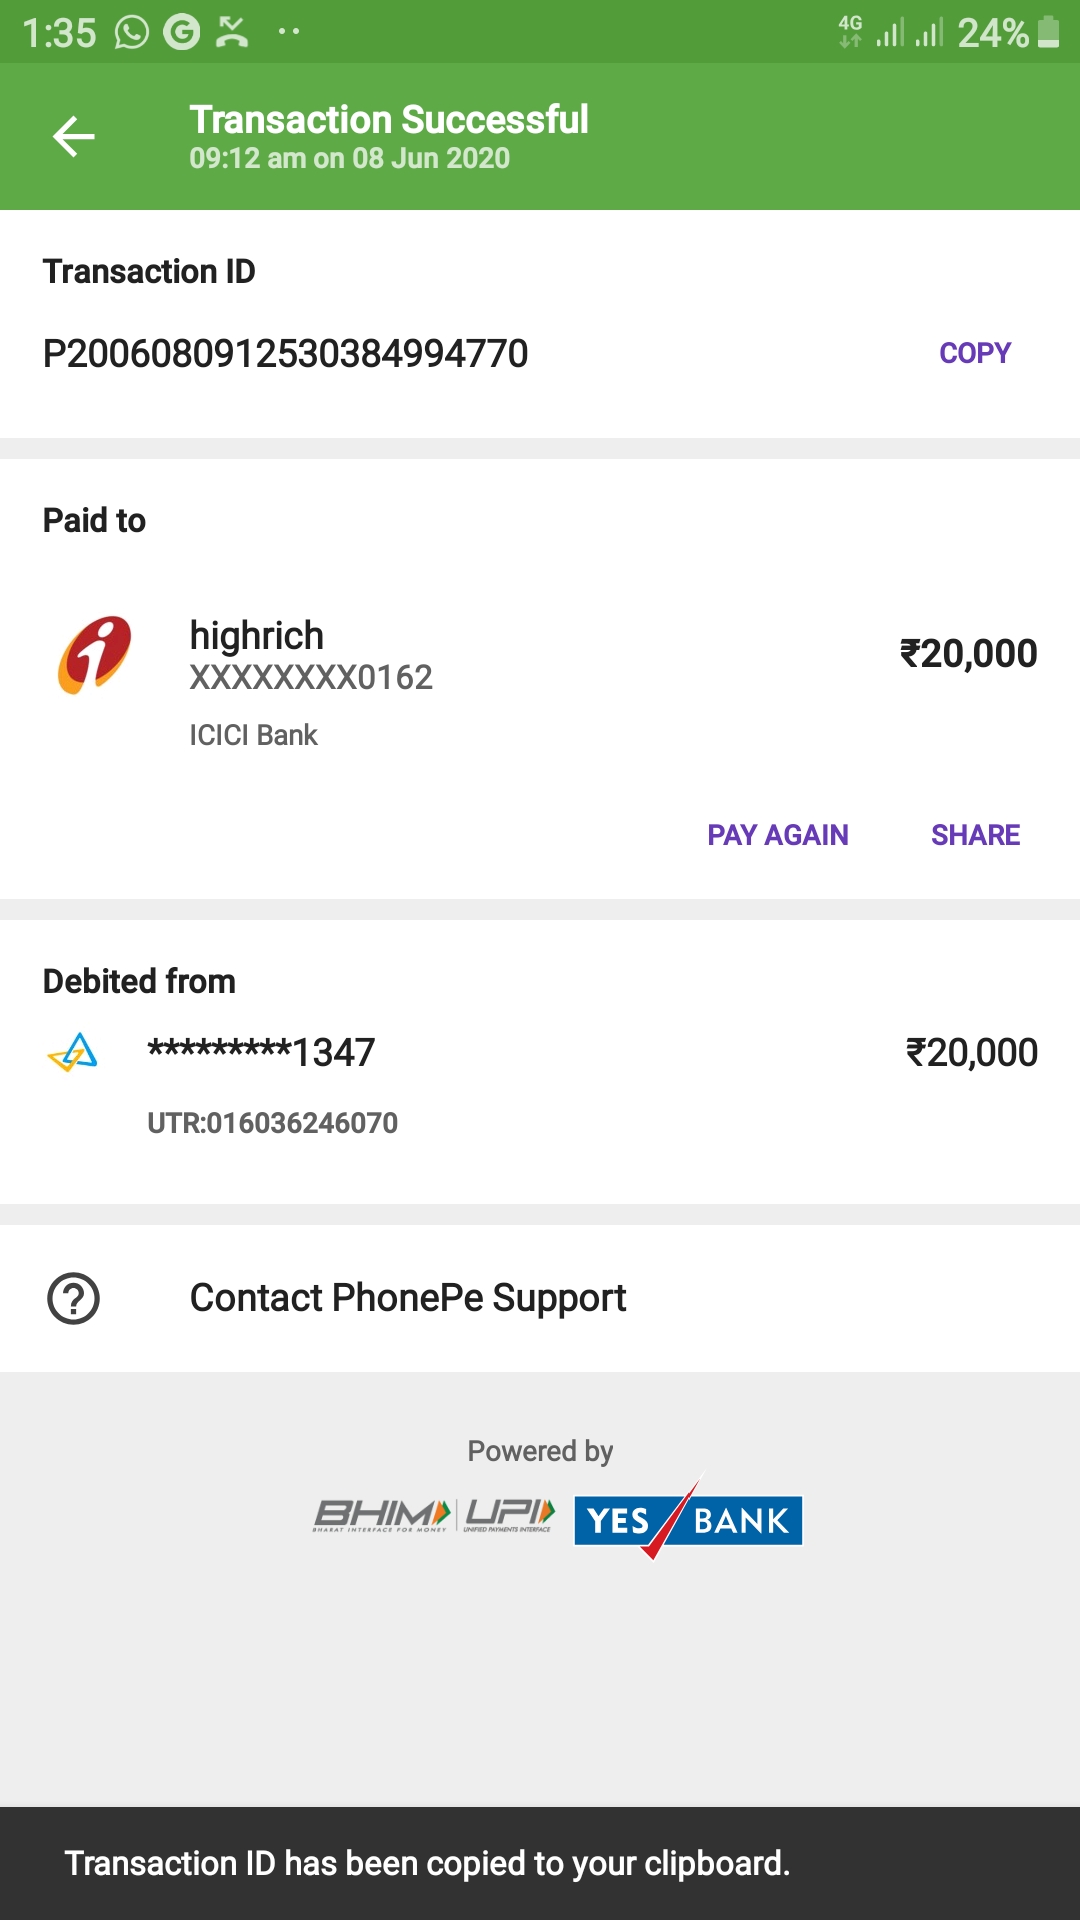 1:35 4G 24%
Transaction Successful
09:12 am on 08 Jun 2020
Transaction ID
P2006080912530384994770 COPY
Paid to
highrich
XXXXXXXX0162 ₹20,000
ICICI Bank
PAY AGAIN SHARE
Debited from
*********1347 ₹20,000
UTR:016036246070
Contact PhonePe Support
Powered by
BHIM UPI YES BANK
BHARAT INTERFACE FOR MONEY UNIFIED PAYMENTS INTERFACE
Transaction ID has been copied to your clipboard.